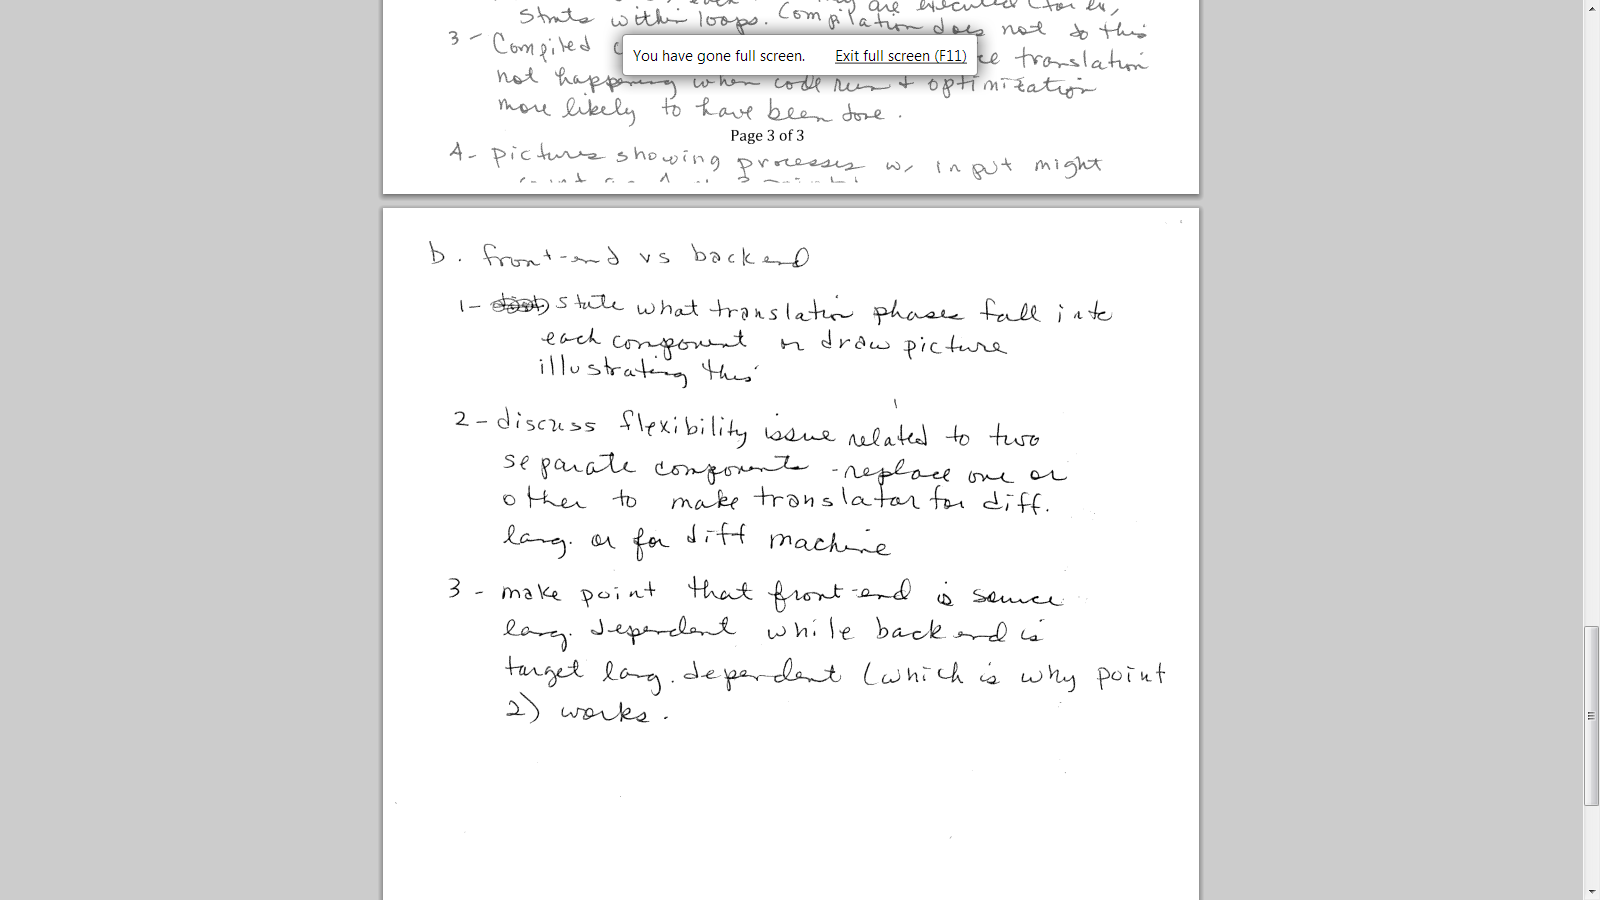 are executed (for ex,
stmts within loops. Compilation does not do this
3 - Compiled
You have gone full screen. Exit full screen (F11)
translation
not happening when code run + optimization
more likely to have been done.
Page 3 of 3
4- pictures showing processes w/ input might
b. front-end vs backend
1- state what translation phases fall into
each component or draw picture
illustrating this
2 - discuss flexibility issue related to two
separate components - replace one or
other to make translator for diff.
lang. or for diff machine
3 - make point that front-end is source
lang. dependent while backend is
target lang. dependent (which is why point
2) works.